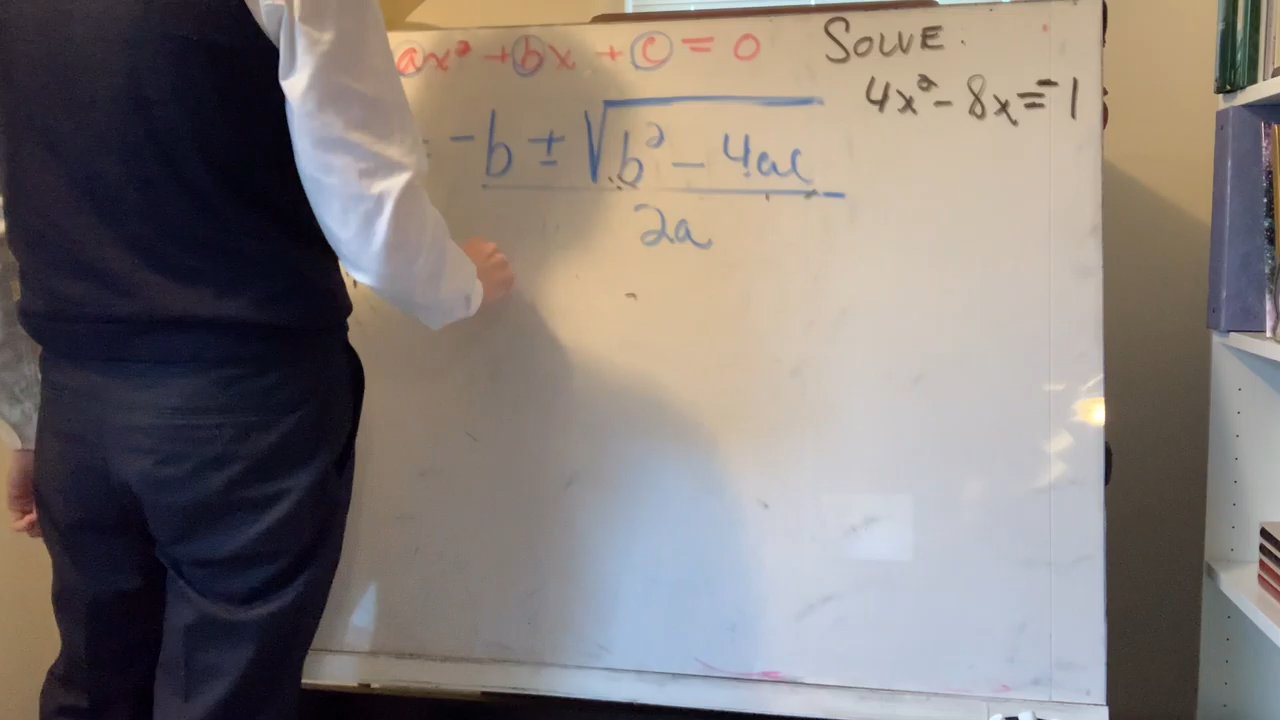 ax² + bx + c = 0
SOLVE.
4x² - 8x = -1
= -b ± √b² - 4ac
2a